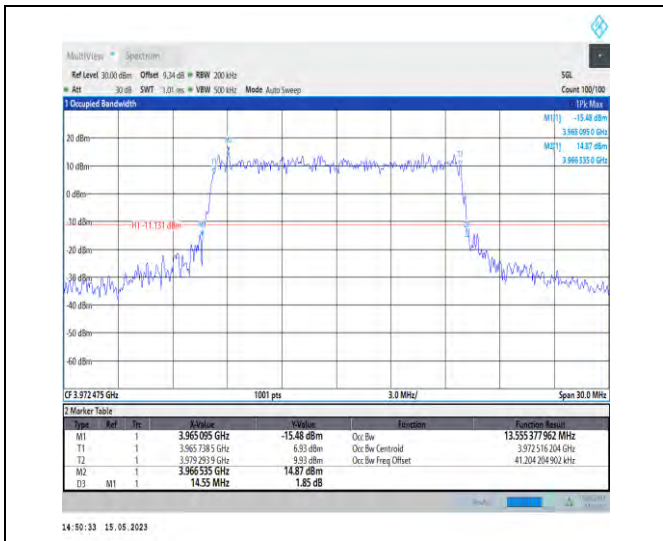 MultiView Spectrum
Ref Level 30.00 dBm Offset 9.34 dB RBW 200 kHz SGL
Att 30 dB SWT 1.01 ms VBW 500 kHz Mode Auto Sweep Count 100/100
1 Occupied Bandwidth 1Pk Max
M1[1] -15.48 dBm
3.965 095 0 GHz
M2[1] 14.87 dBm
3.966 535 0 GHz
20 dBm
10 dBm
0 dBm
-10 dBm
H1 -11.131 dBm
-20 dBm
-30 dBm
-40 dBm
-50 dBm
-60 dBm
CF 3.972 475 GHz 1001 pts 3.0 MHz/ Span 30.0 MHz
2 Marker Table
Type Ref Trc X-Value Y-Value Function Function Result
M1 1 3.965 095 GHz -15.48 dBm Occ Bw 13.555 377 962 MHz
T1 1 3.965 738 5 GHz 6.93 dBm Occ Bw Centroid 3.972 516 204 GHz
T2 1 3.979 293 9 GHz 9.93 dBm Occ Bw Freq Offset 41.204 204 902 kHz
M2 1 3.966 535 GHz 14.87 dBm
D3 M1 1 14.55 MHz 1.85 dB
14:50:33 15.05.2023